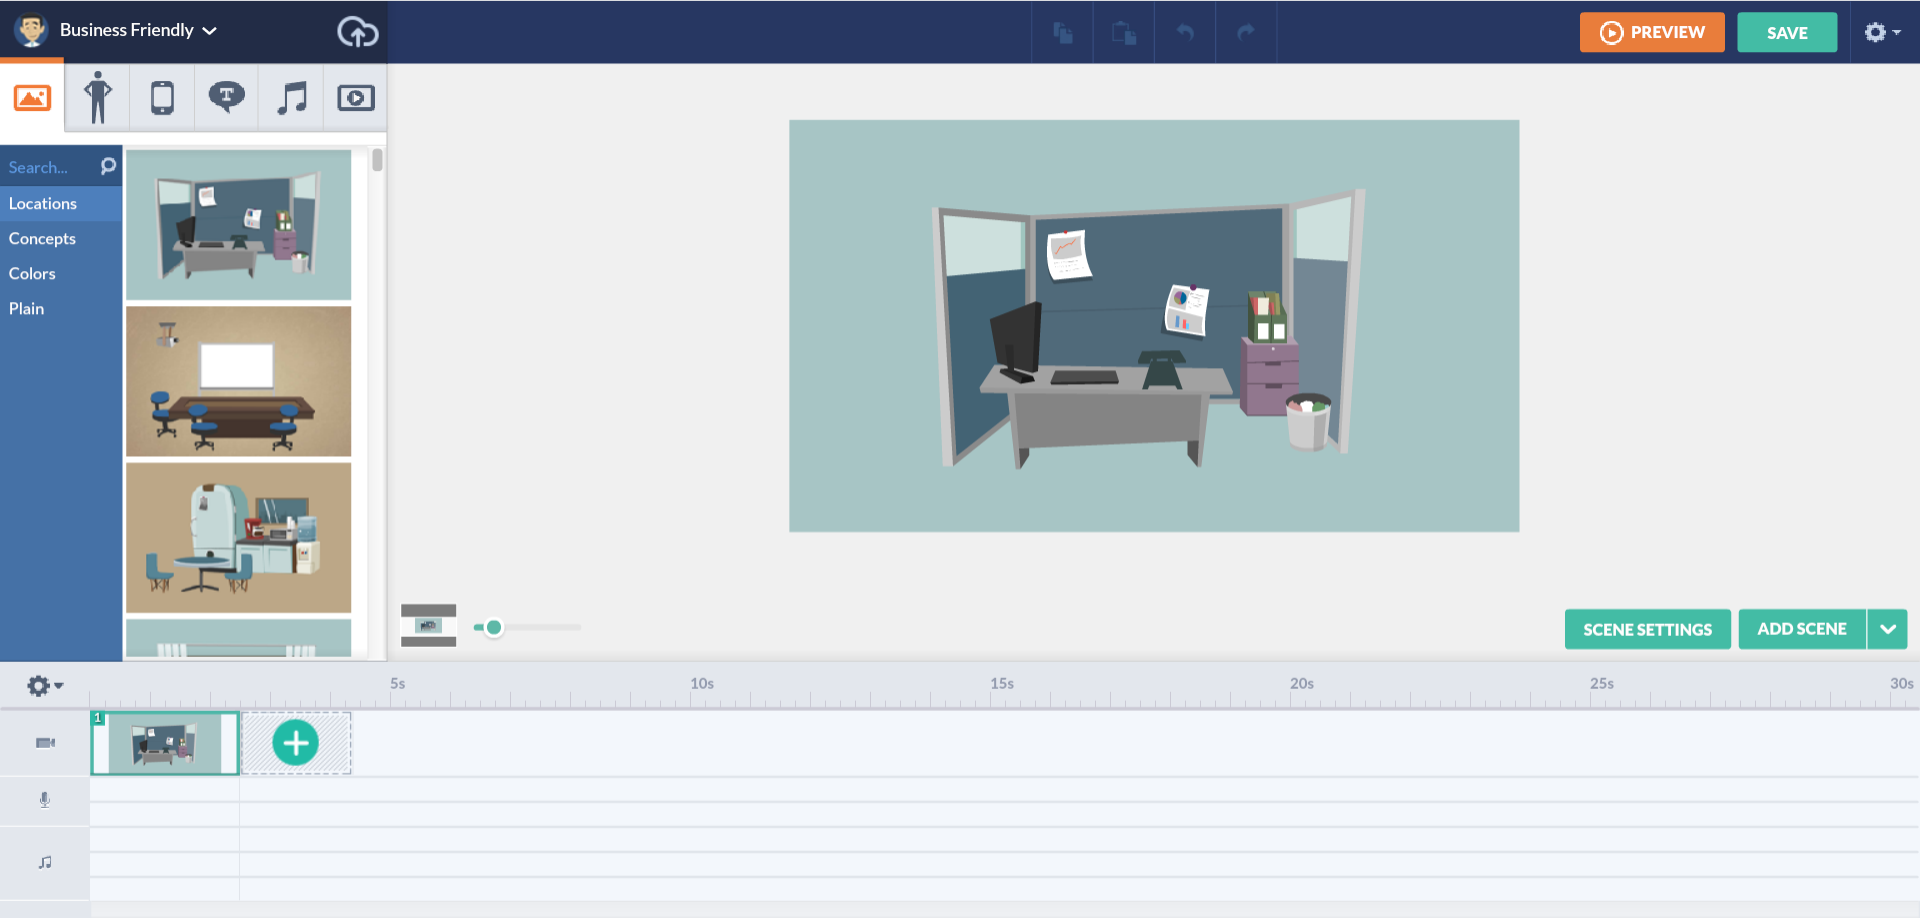 Business Friendly
PREVIEW
SAVE
T
Search...
Locations
Concepts
Colors
Plain
SCENE SETTINGS
ADD SCENE
5s
10s
15s
20s
25s
30s
1